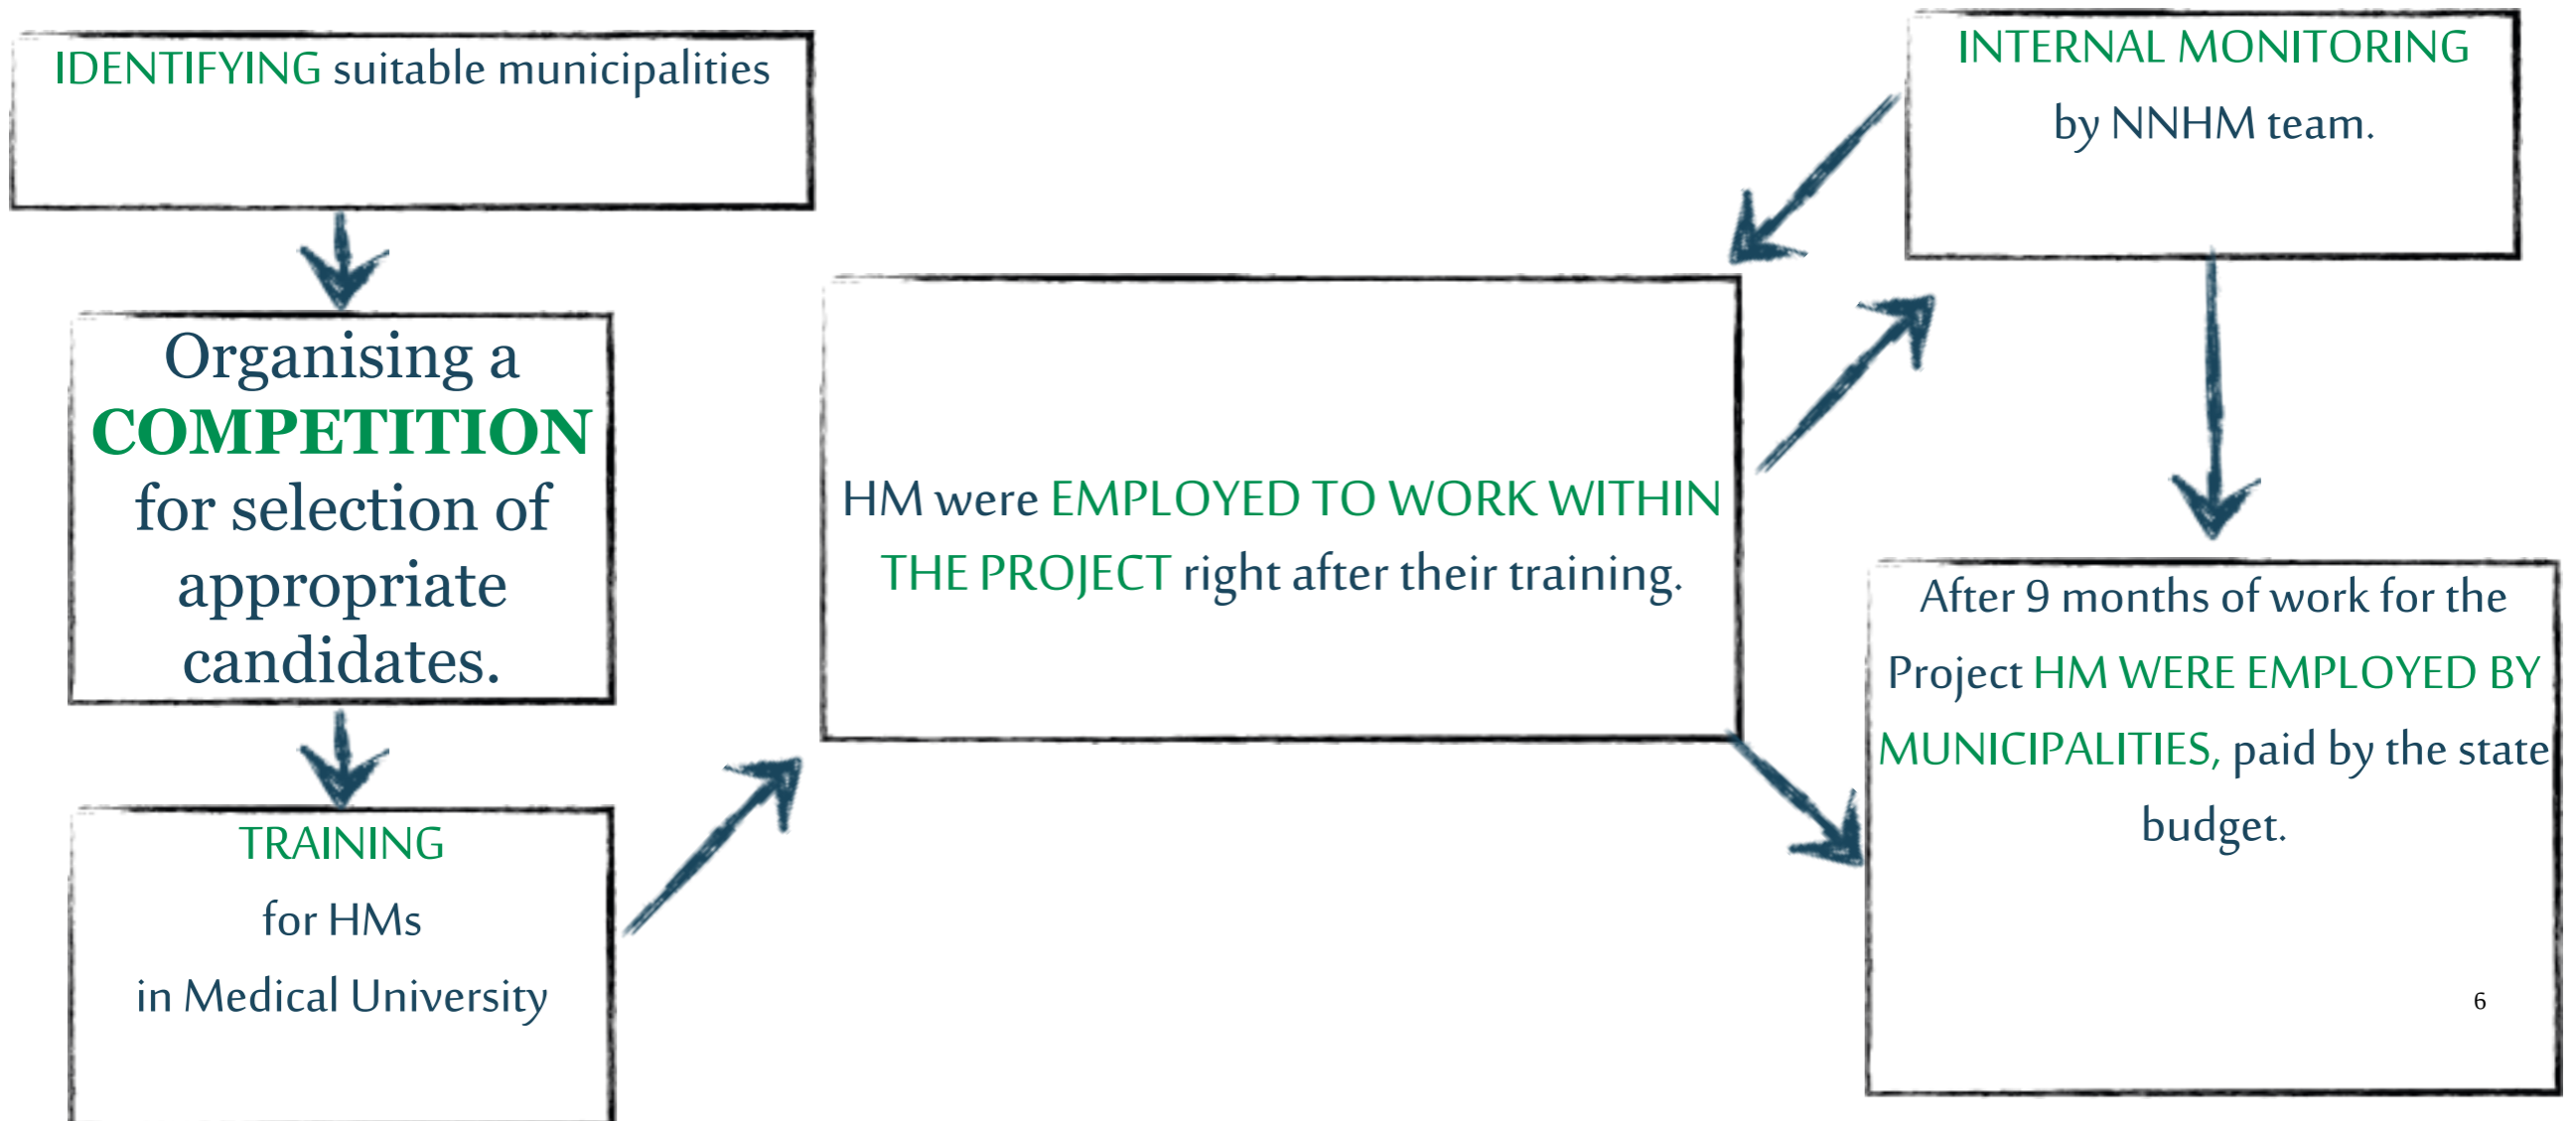 IDENTIFYING suitable municipalities
Organising a
COMPETITION
for selection of
appropriate
candidates.
TRAINING
for HMs
in Medical University
HM were EMPLOYED TO WORK WITHIN
THE PROJECT right after their training.
INTERNAL MONITORING
by NNHM team.
After 9 months of work for the
Project HM WERE EMPLOYED BY
MUNICIPALITIES, paid by the state
budget.
6